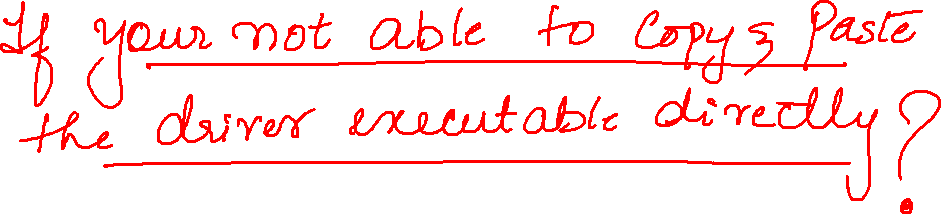 If your not able to Copy & Paste
the driver executable directly?